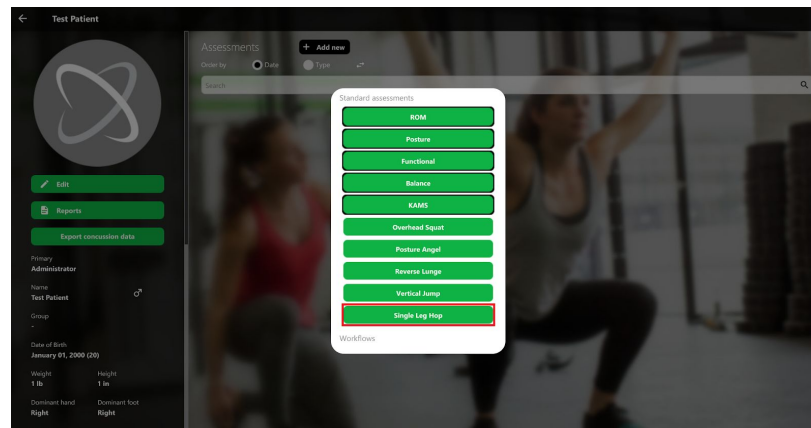 Test Patient
Assessments
+ Add new
Order by
Date
Type
Search
Standard assessments
ROM
Posture
Functional
Balance
KAMS
Overhead Squat
Posture Angel
Reverse Lunge
Vertical Jump
Single Leg Hop
Workflows
Edit
Reports
Export concussion data
Primary
Administrator
Name
Test Patient
Group
-
Date of Birth
January 01, 2000 (20)
Weight Height
1 lb 1 in
Dominant hand Dominant foot
Right Right